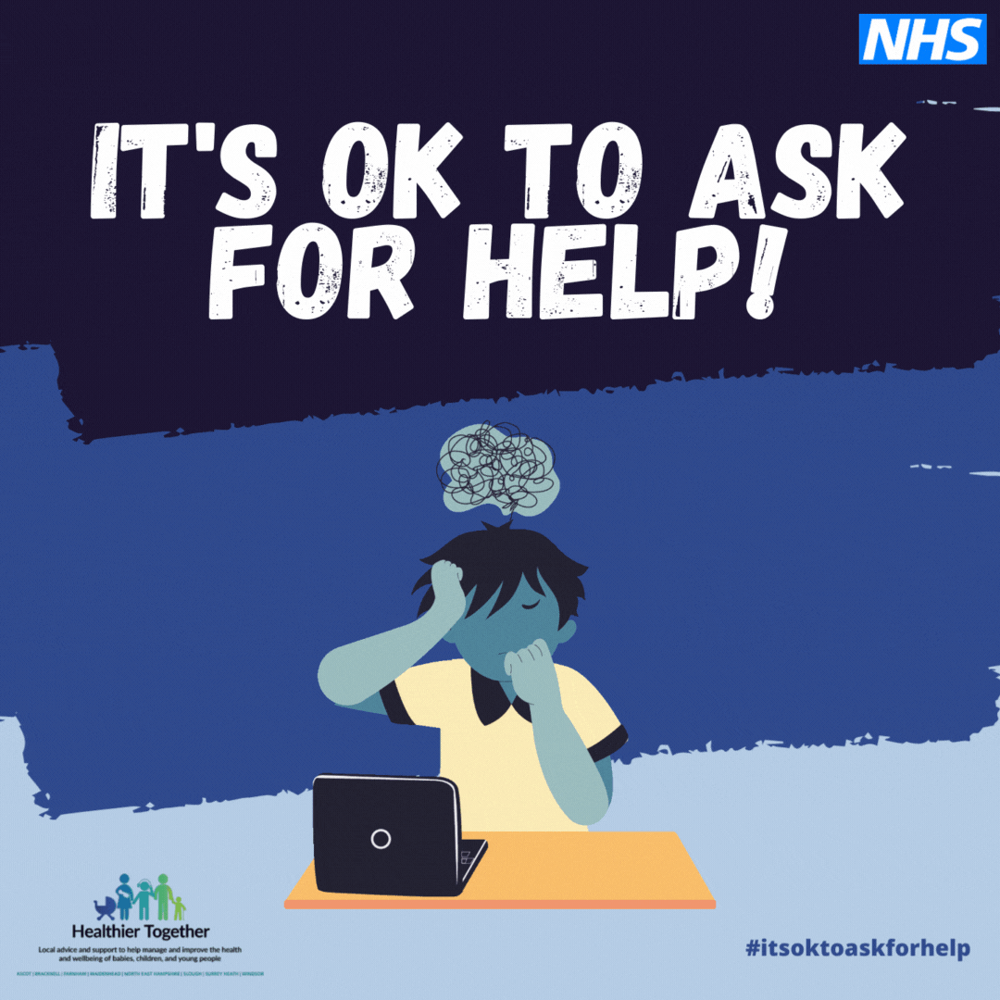 NHS
IT'S OK TO ASK
FOR HELP!
Healthier Together
Local advice and support to help manage and improve the health
and wellbeing of babies, children, and young people
ASCOT | BRACKNELL | FARNHAM | MAIDENHEAD | NORTH EAST HAMPSHIRE | SLOUGH | SURREY HEATH | WINDSOR
#itsoktoaskforhelp